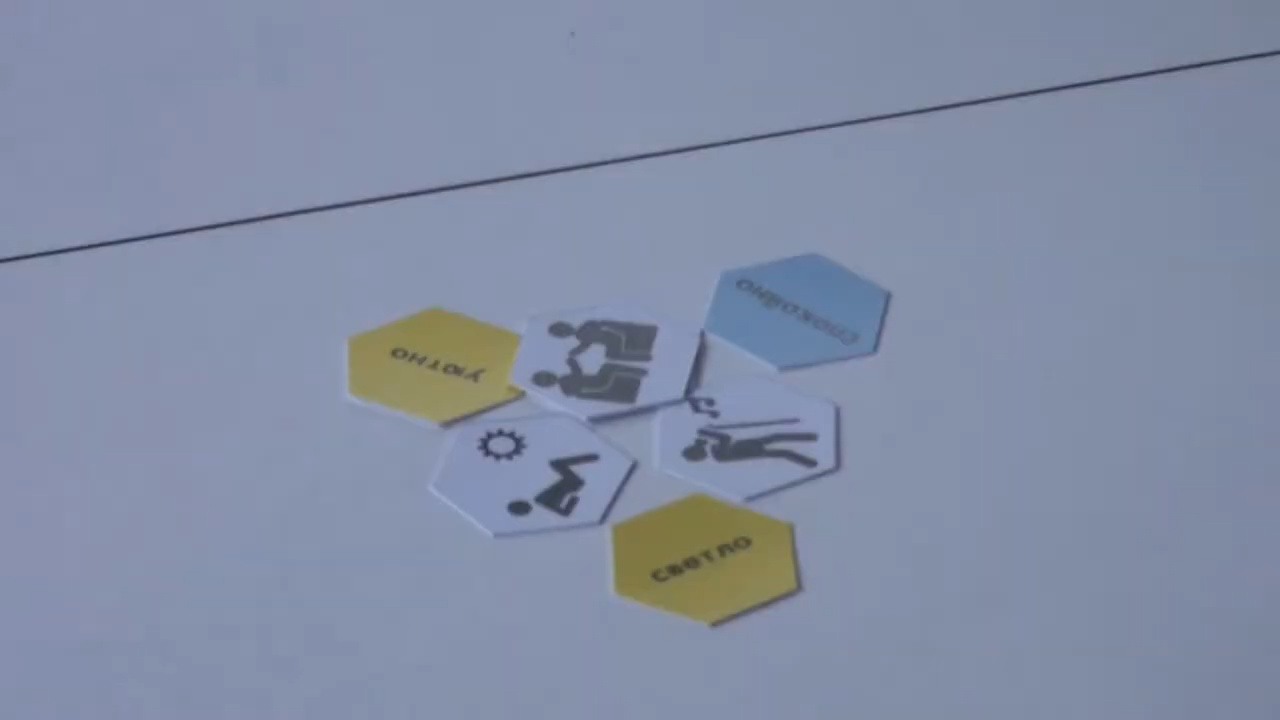 спокойно
уютно
светло